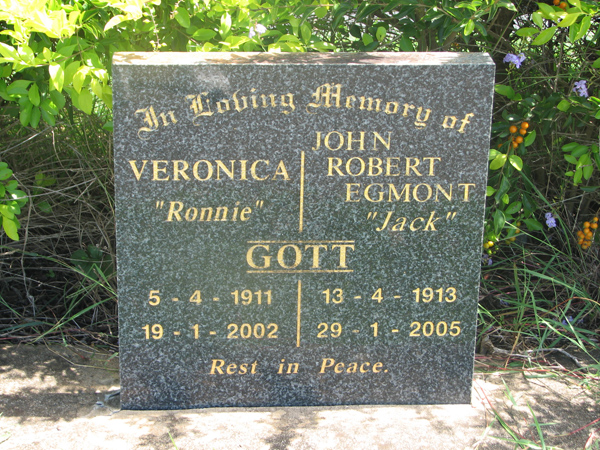 In Loving Memory of
VERONICA
"Ronnie"
JOHN
ROBERT
EGMONT
"Jack"
GOTT
5 - 4 - 1911
19 - 1 - 2002
13 - 4 - 1913
29 - 1 - 2005
Rest in Peace.